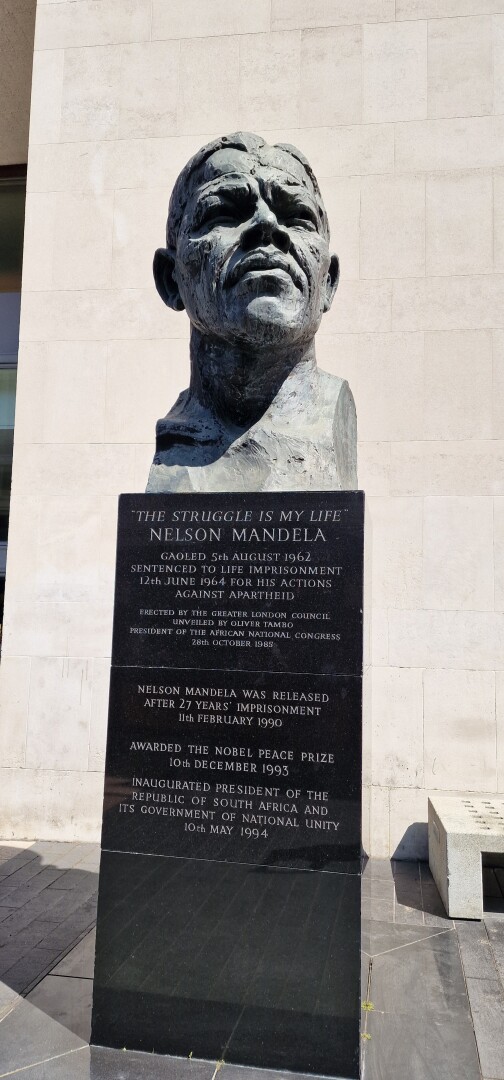 "THE STRUGGLE IS MY LIFE"
NELSON MANDELA
GAOLED 5th AUGUST 1962
SENTENCED TO LIFE IMPRISONMENT
12th JUNE 1964 FOR HIS ACTIONS
AGAINST APARTHEID
ERECTED BY THE GREATER LONDON COUNCIL
UNVEILED BY OLIVER TAMBO
PRESIDENT OF THE AFRICAN NATIONAL CONGRESS
28th OCTOBER 1985
NELSON MANDELA WAS RELEASED
AFTER 27 YEARS' IMPRISONMENT
11th FEBRUARY 1990
AWARDED THE NOBEL PEACE PRIZE
10th DECEMBER 1993
INAUGURATED PRESIDENT OF THE
REPUBLIC OF SOUTH AFRICA AND
ITS GOVERNMENT OF NATIONAL UNITY
10th MAY 1994